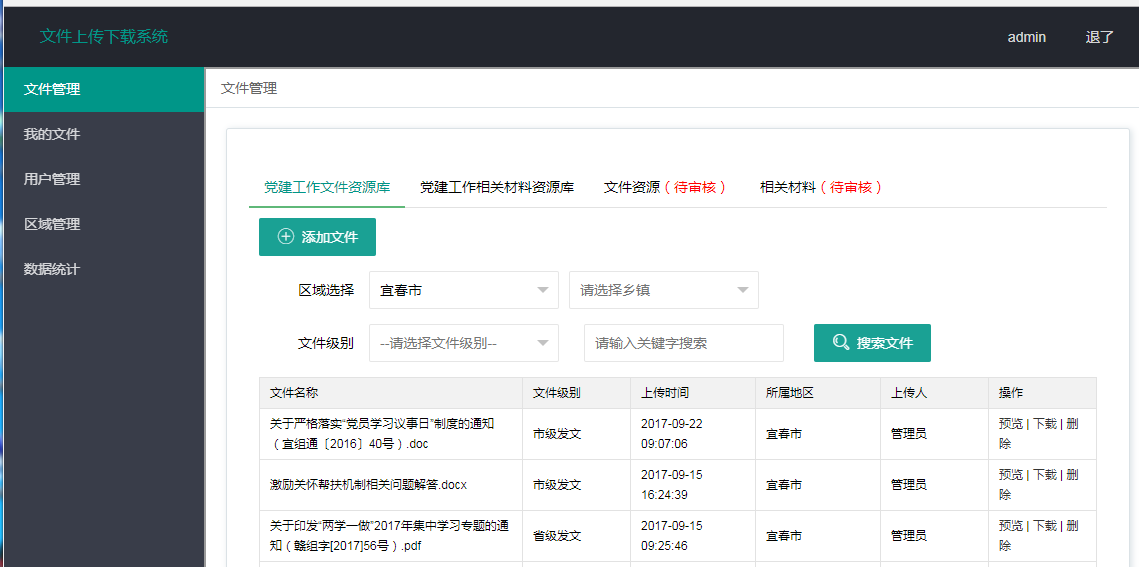 文件上传下载系统 admin 退了
文件管理
我的文件
用户管理
区域管理
数据统计
文件管理
党建工作文件资源库 党建工作相关材料资源库 文件资源（待审核） 相关材料（待审核）
添加文件
区域选择 宜春市 请选择乡镇
文件级别 --请选择文件级别-- 请输入关键字搜索 搜索文件
文件名称 文件级别 上传时间 所属地区 上传人 操作
关于严格落实“党员学习议事日”制度的通知
（宜组通〔2016〕40号）.doc
市级发文
2017-09-22
09:07:06
宜春市
管理员
预览 | 下载 | 删
除
激励关怀帮扶机制相关问题解答.docx
市级发文
2017-09-15
16:24:39
宜春市
管理员
预览 | 下载 | 删
除
关于印发“两学一做”2017年集中学习专题的通
知（赣组字[2017]56号）.pdf
省级发文
2017-09-15
09:25:46
宜春市
管理员
预览 | 下载 | 删
除